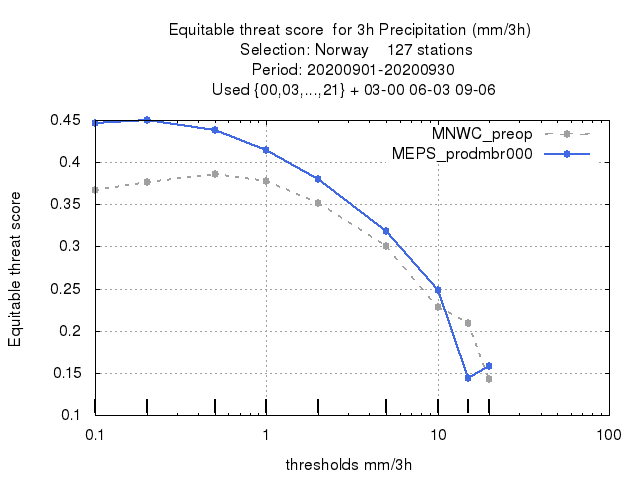 Equitable threat score  for 3h Precipitation (mm/3h)
Selection: Norway    127 stations
Period: 20200901-20200930
Used {00,03,...,21} + 03-00 06-03 09-06
MNWC_preop
MEPS_prodmbr000
Equitable threat score
0.45
0.4
0.35
0.3
0.25
0.2
0.15
0.1
0.1 1 10 100
thresholds mm/3h